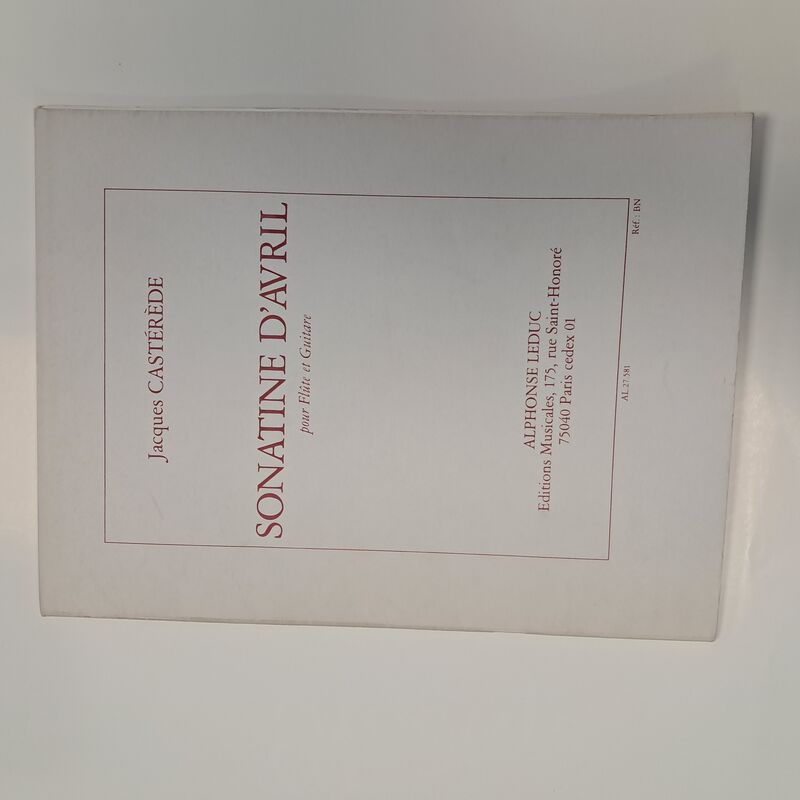 Jacques CASTÉRÈDE
SONATINE D'AVRIL
pour Flûte et Guitare
ALPHONSE LEDUC
Editions Musicales, 175, rue Saint-Honoré
75040 Paris cedex 01
AL 27 581
Réf. : BN